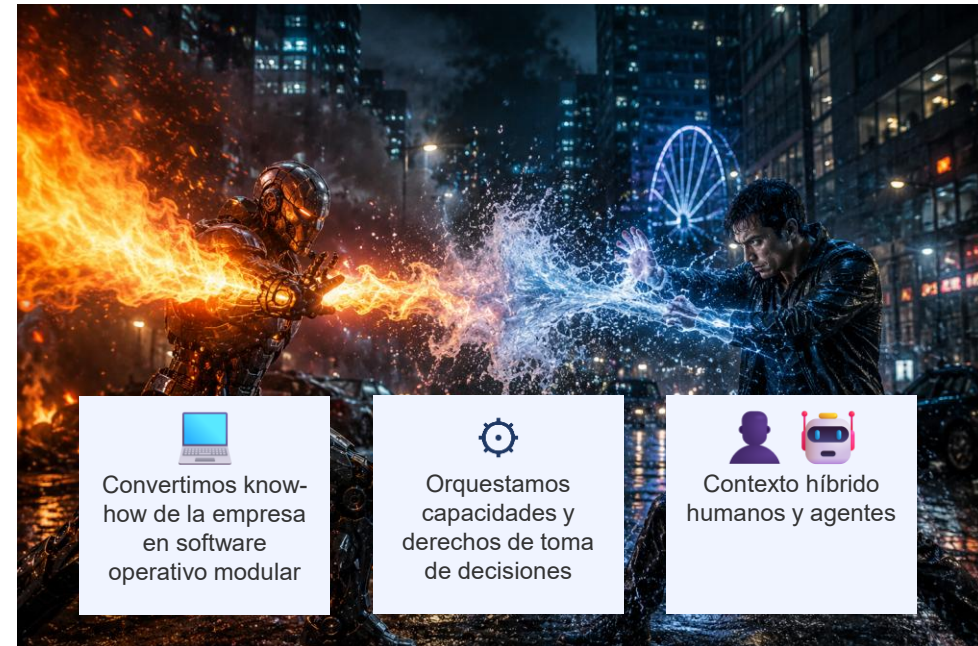 Convertimos know-
how de la empresa
en software
operativo modular
Orquestamos
capacidades y
derechos de toma
de decisiones
Contexto híbrido
humanos y agentes